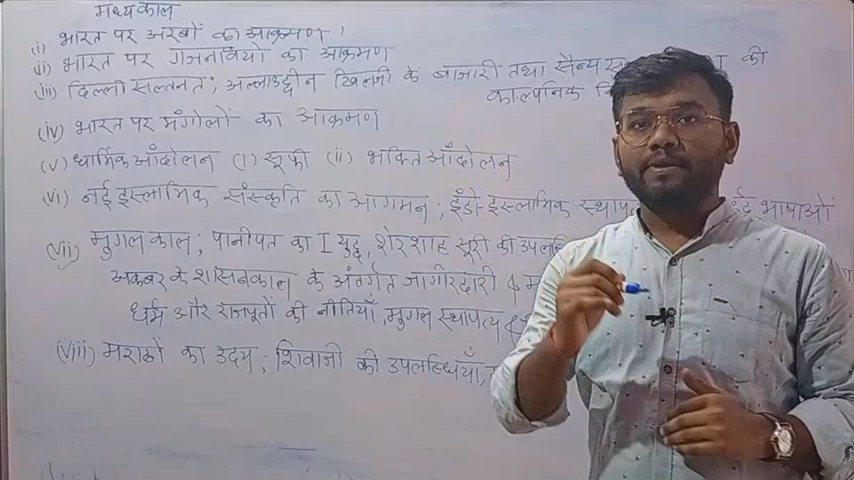 मध्यकाल
(i) भारत पर अरबों का आक्रमण,
(ii) भारत पर गजनवियों का आक्रमण
(iii) दिल्ली सल्तनत; अल्लाउद्दीन खिलजी के बाजारी तथा सैन्य की
काल्पनिक
(iv) भारत पर मंगोलों का आक्रमण
(v) धार्मिक आंदोलन (i) सूफी (ii) भक्ति आंदोलन
(vi) नई इस्लामिक संस्कृति का आगमन; इंडो-इस्लामिक भाषाओं
(vii) मुगल काल; पानीपत का I युद्ध, शेरशाह सूरी की
अकबर के शासनकाल के अंतर्गत जागीरदारी
धर्म और राजपूतों की नीतियाँ, मुगल स्थापत्य
(viii) मराठों का उदय; शिवाजी की उपलब्धियाँ,